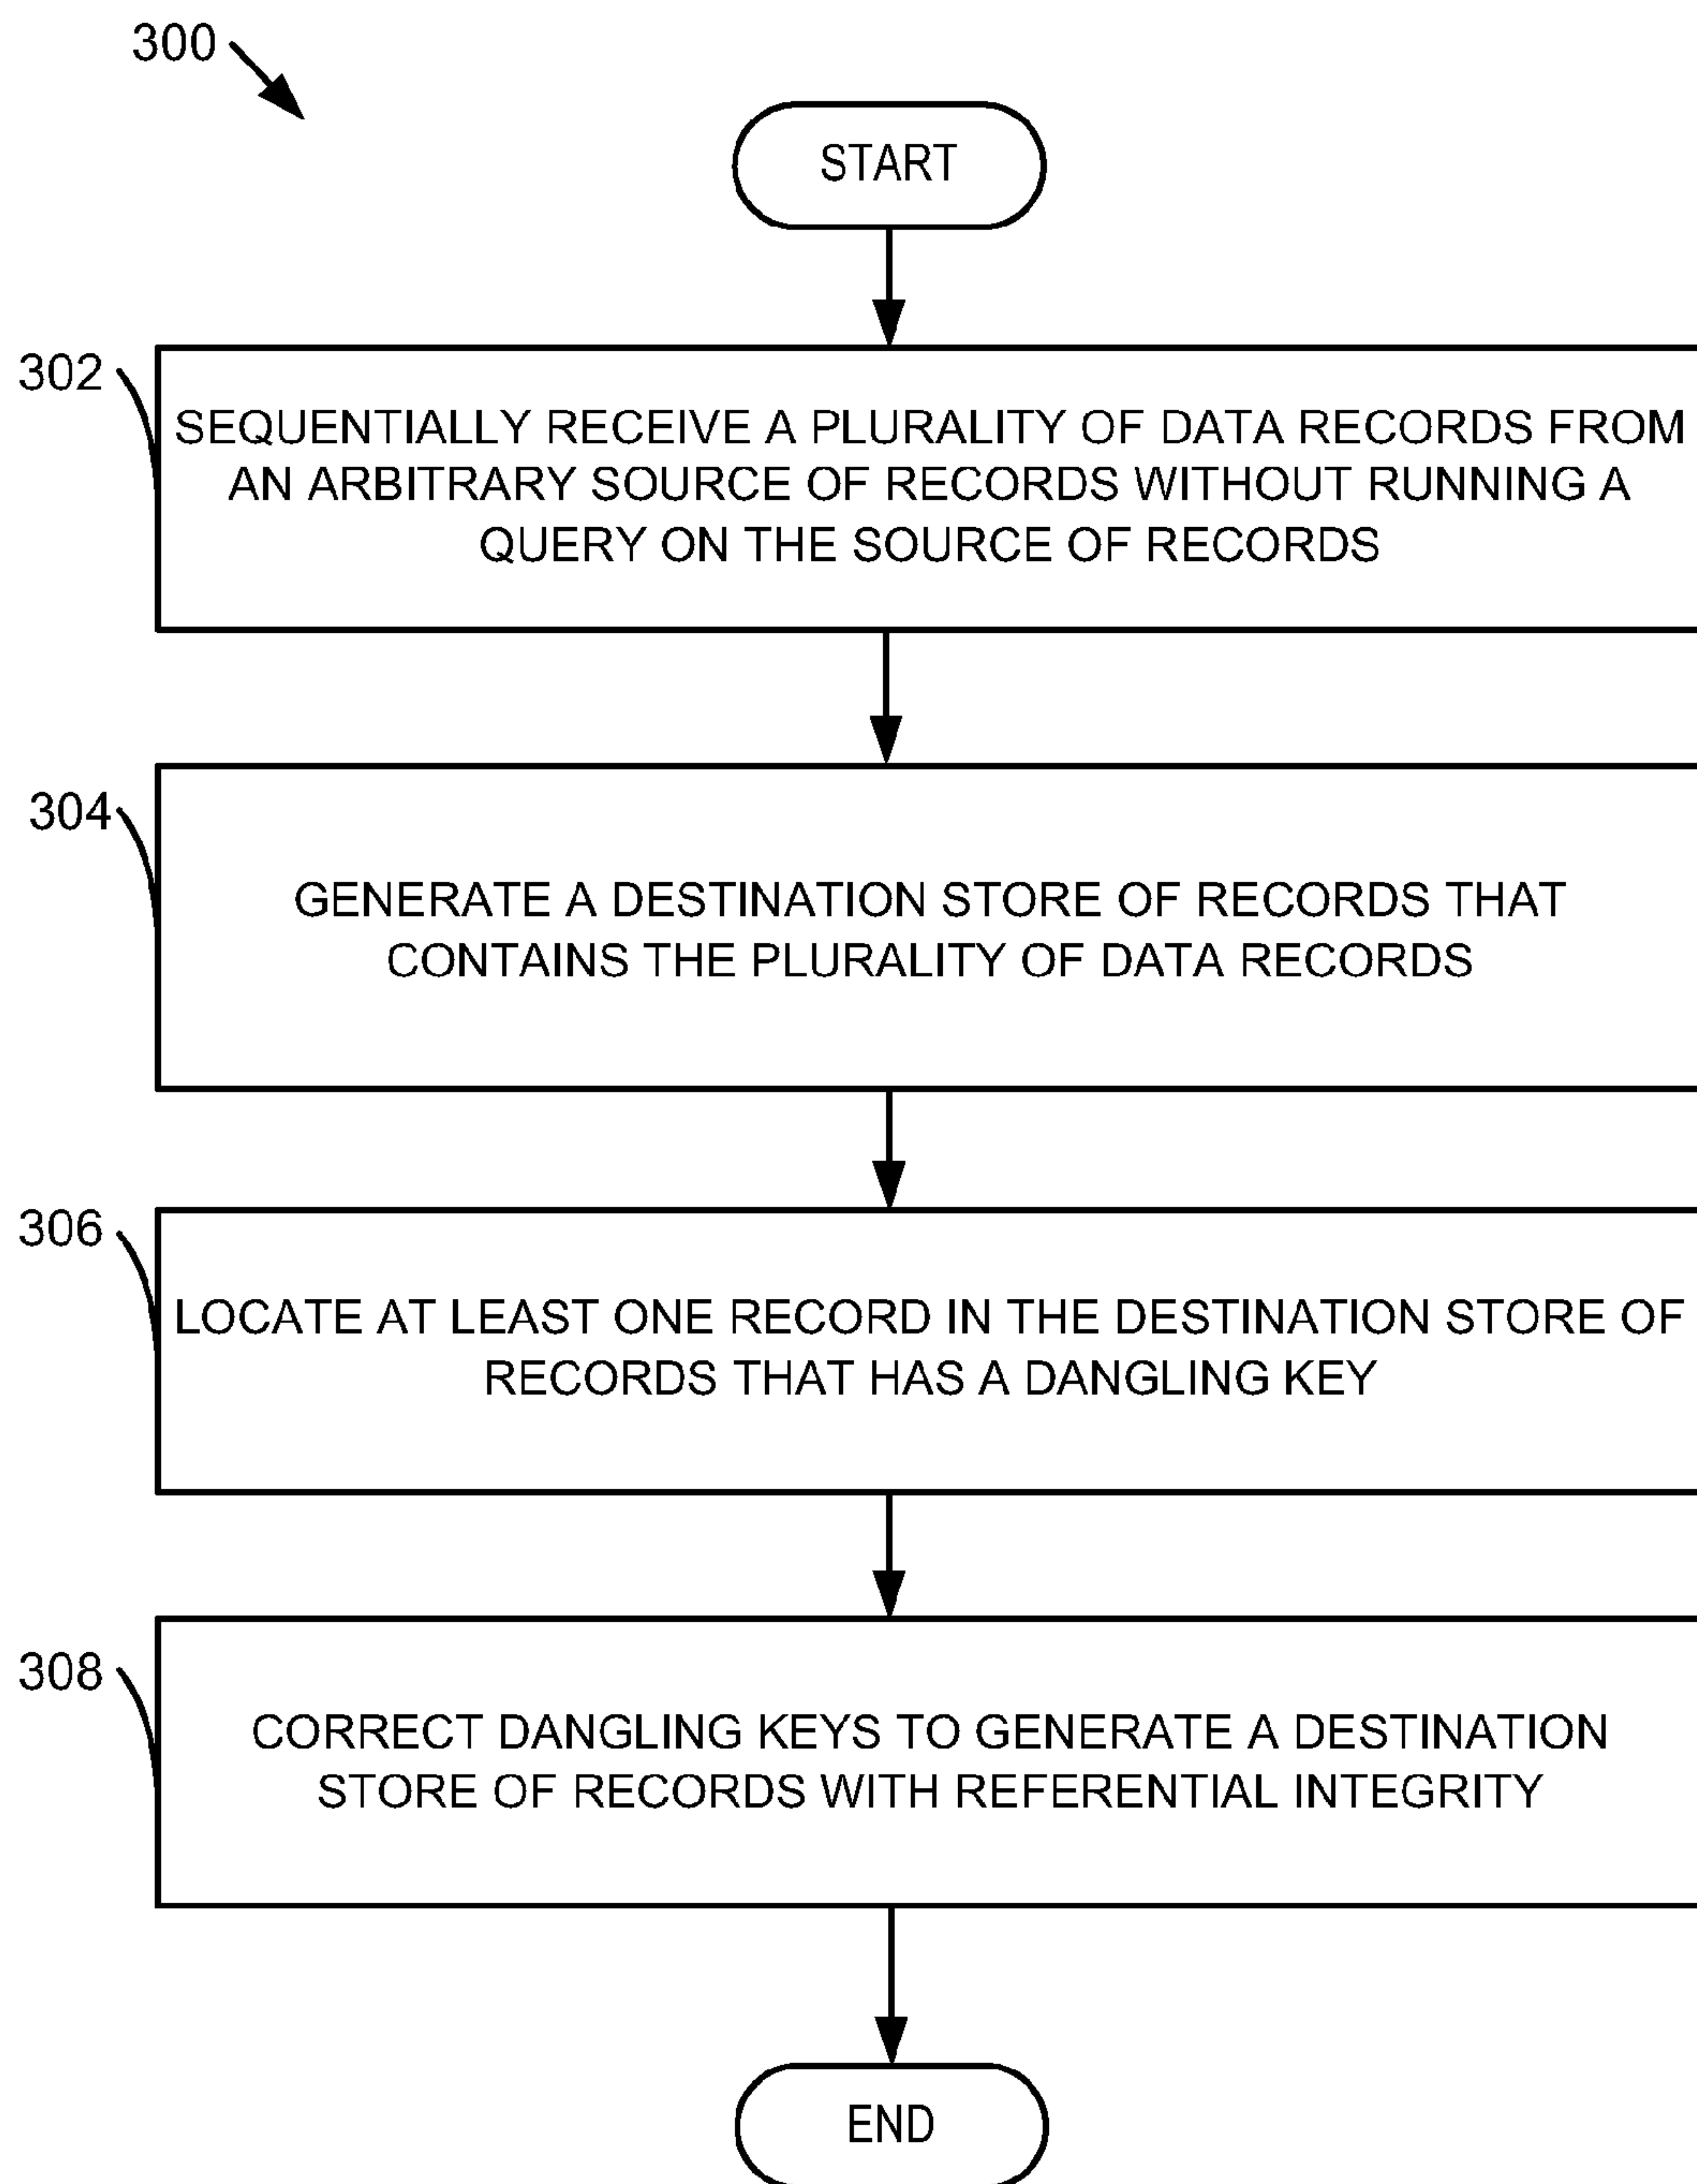 300
START
302
SEQUENTIALLY RECEIVE A PLURALITY OF DATA RECORDS FROM
AN ARBITRARY SOURCE OF RECORDS WITHOUT RUNNING A
QUERY ON THE SOURCE OF RECORDS
304
GENERATE A DESTINATION STORE OF RECORDS THAT
CONTAINS THE PLURALITY OF DATA RECORDS
306
LOCATE AT LEAST ONE RECORD IN THE DESTINATION STORE OF
RECORDS THAT HAS A DANGLING KEY
308
CORRECT DANGLING KEYS TO GENERATE A DESTINATION
STORE OF RECORDS WITH REFERENTIAL INTEGRITY
END